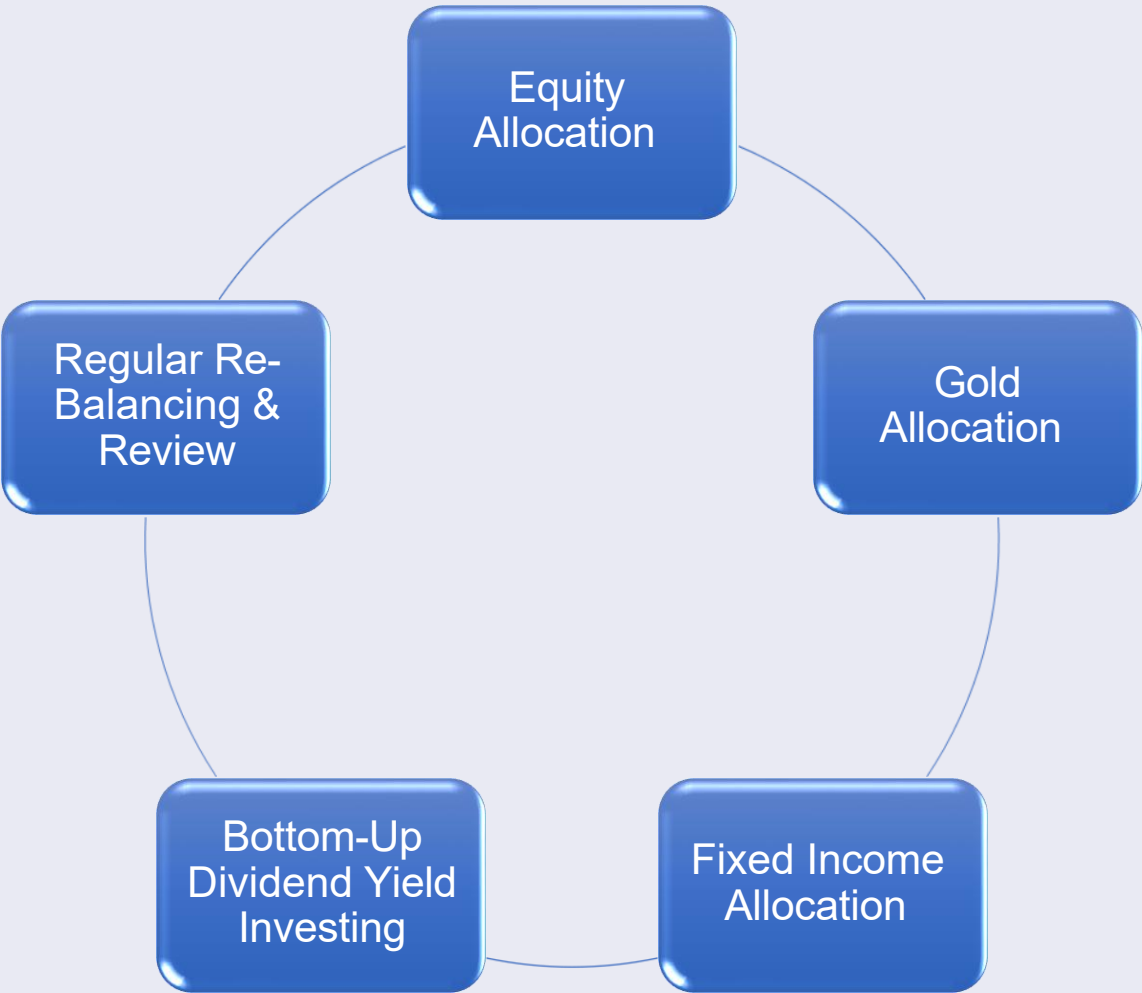 Equity
Allocation
Gold
Allocation
Fixed Income
Allocation
Bottom-Up
Dividend Yield
Investing
Regular Re-
Balancing &
Review